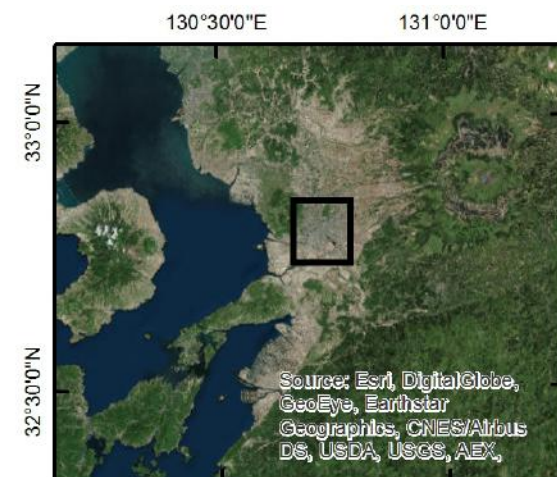 130°30'0"E
131°0'0"E
33°0'0"N
32°30'0"N
Source: Esri, DigitalGlobe,
GeoEye, Earthstar
Geographics, CNES/Airbus
DS, USDA, USGS, AEX,